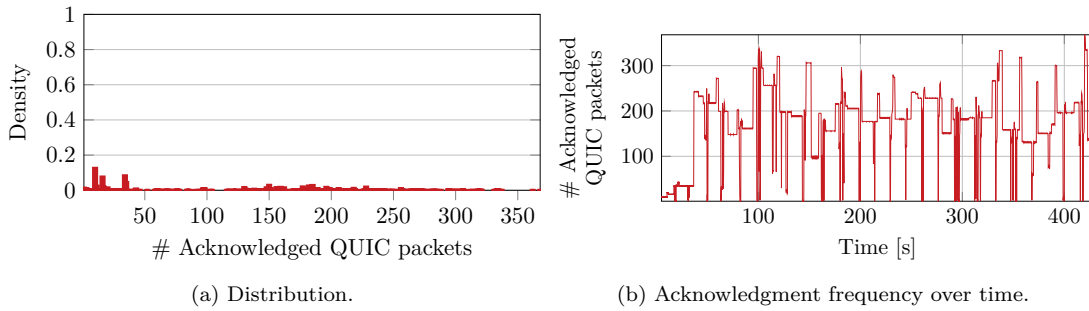 1
0.8
0.6
0.4
0.2
0
Density
50 100 150 200 250 300 350
# Acknowledged QUIC packets
(a) Distribution.
300
200
100
# Acknowledged
QUIC packets
100 200 300 400
Time [s]
(b) Acknowledgment frequency over time.